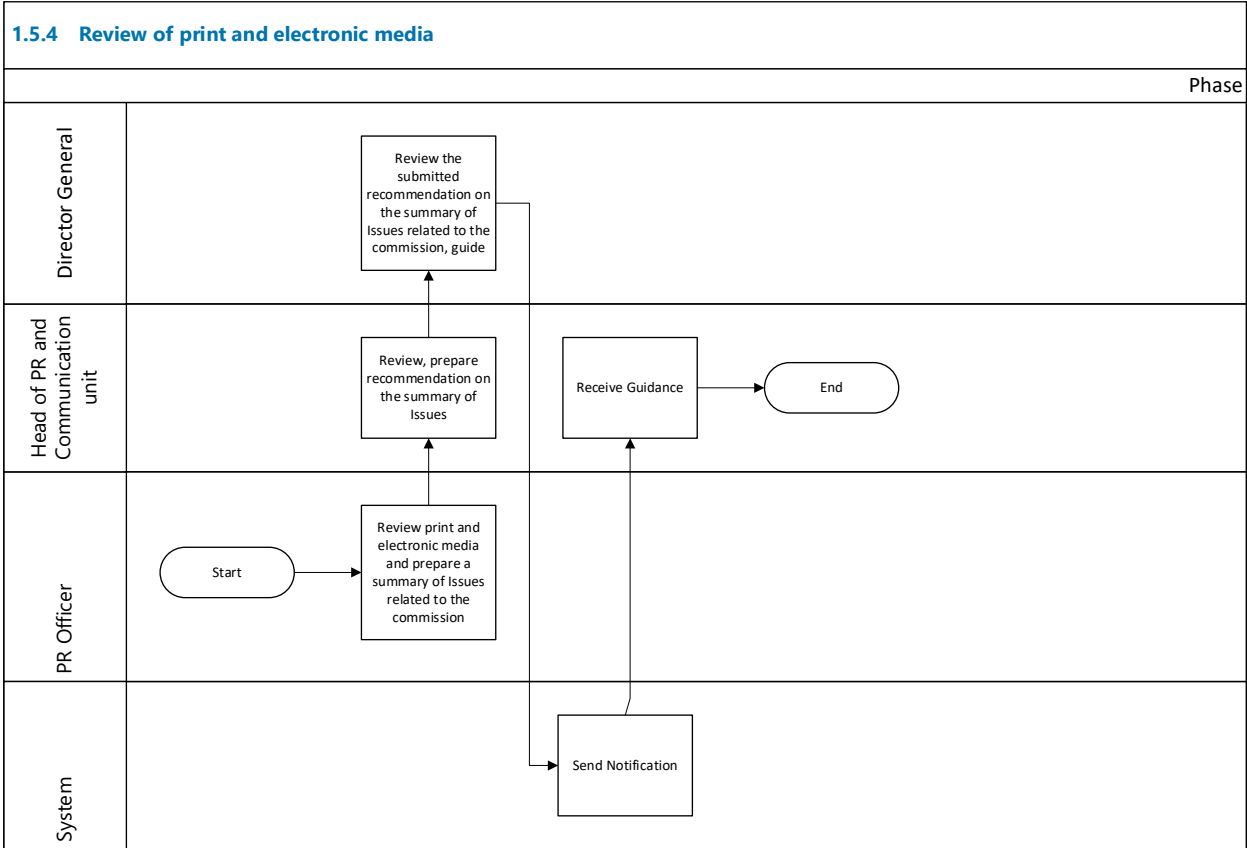 1.5.4 Review of print and electronic media
Phase
Director General
Review the
submitted
recommendation on
the summary of
Issues related to the
commission, guide
Head of PR and
Communication
unit
Review, prepare
recommendation on
the summary of
Issues
Receive Guidance
End
PR Officer
Start
Review print and
electronic media
and prepare a
summary of Issues
related to the
commission
System
Send Notification